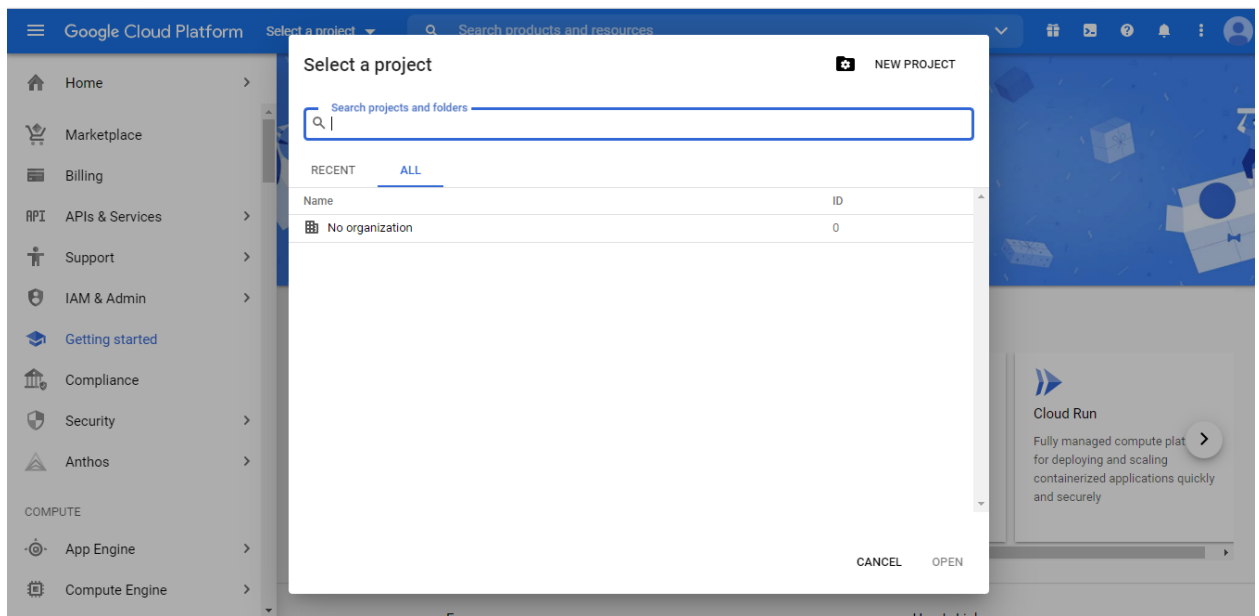 Google Cloud Platform
Select a project
Search products and resources
Home
Marketplace
Billing
API APIs & Services
Support
IAM & Admin
Getting started
Compliance
Security
Anthos
COMPUTE
App Engine
Compute Engine
Select a project
NEW PROJECT
Search projects and folders
RECENT ALL
Name ID
No organization 0
CANCEL OPEN
Cloud Run
Fully managed compute plat
for deploying and scaling
containerized applications quickly
and securely